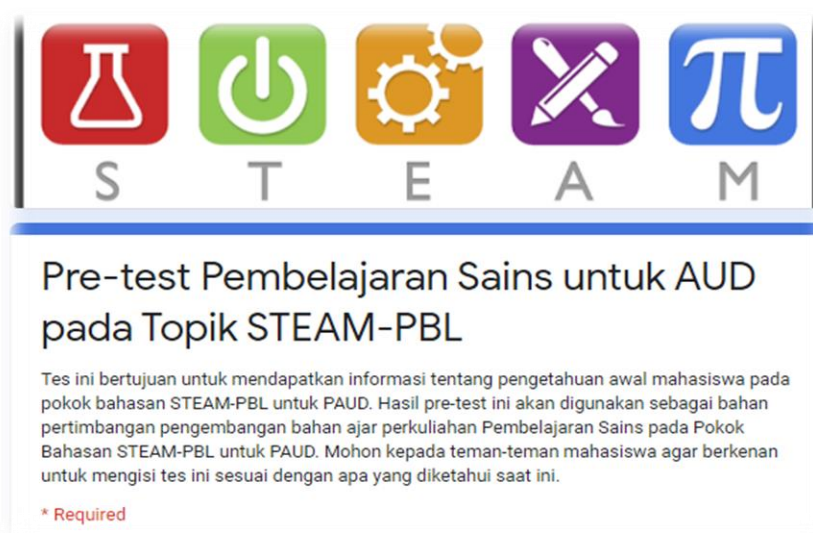 S T E A M
Pre-test Pembelajaran Sains untuk AUD
pada Topik STEAM-PBL
Tes ini bertujuan untuk mendapatkan informasi tentang pengetahuan awal mahasiswa pada
pokok bahasan STEAM-PBL untuk PAUD. Hasil pre-test ini akan digunakan sebagai bahan
pertimbangan pengembangan bahan ajar perkuliahan Pembelajaran Sains pada Pokok
Bahasan STEAM-PBL untuk PAUD. Mohon kepada teman-teman mahasiswa agar berkenan
untuk mengisi tes ini sesuai dengan apa yang diketahui saat ini.
* Required